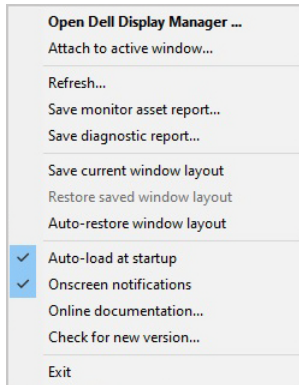 Open Dell Display Manager ...
Attach to active window...
Refresh...
Save monitor asset report...
Save diagnostic report...
Save current window layout
Restore saved window layout
Auto-restore window layout
Auto-load at startup
Onscreen notifications
Online documentation...
Check for new version...
Exit